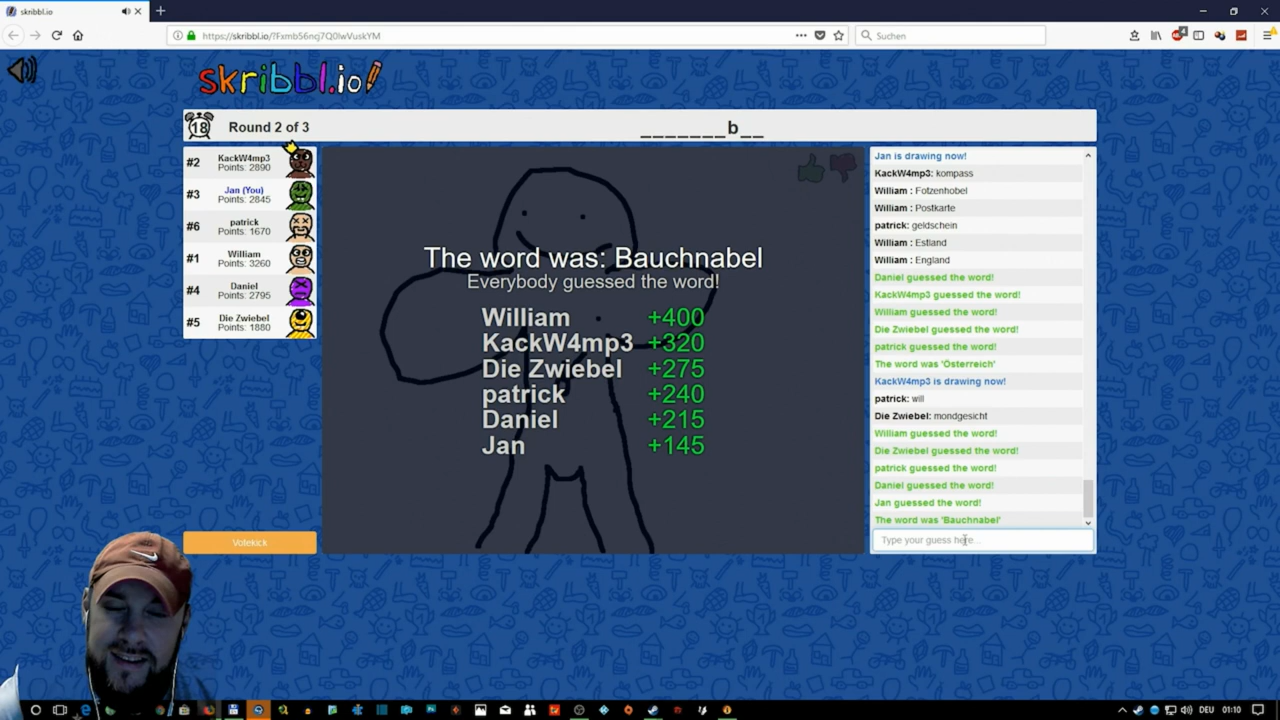 skribbl.io
https://skribbl.io/?Fxmb56ncj7Q0lwVuskYM
Suchen
4
skribbl.io
18
Round 2 of 3
_______b__
#2
KackW4mp3
Points: 2890
#3
Jan (You)
Points: 2845
#6
patrick
Points: 1670
#1
William
Points: 3260
#4
Daniel
Points: 2795
#5
Die Zwiebel
Points: 1880
Votekick
The word was: Bauchnabel
Everybody guessed the word!
William +400
KackW4mp3 +320
Die Zwiebel +275
patrick +240
Daniel +215
Jan +145
Jan is drawing now!
KackW4mp3: kompass
William : Fotzenhobel
William : Postkarte
patrick: geldschein
William : Estland
William : England
Daniel guessed the word!
KackW4mp3 guessed the word!
William guessed the word!
Die Zwiebel guessed the word!
patrick guessed the word!
The word was 'Österreich'
KackW4mp3 is drawing now!
patrick: will
Die Zwiebel: mondgesicht
William guessed the word!
Die Zwiebel guessed the word!
patrick guessed the word!
Daniel guessed the word!
Jan guessed the word!
The word was 'Bauchnabel'
Type your guess here...
DEU
01:10